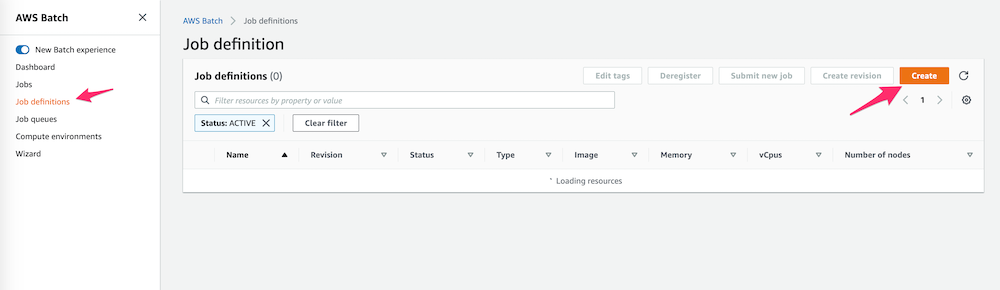 AWS Batch
New Batch experience
Dashboard
Jobs
Job definitions
Job queues
Compute environments
Wizard
AWS Batch > Job definitions
Job definition
Job definitions (0)
Edit tags Deregister Submit new job Create revision Create
Filter resources by property or value
1
Status: ACTIVE Clear filter
Name Revision Status Type Image Memory vCpus Number of nodes
Loading resources